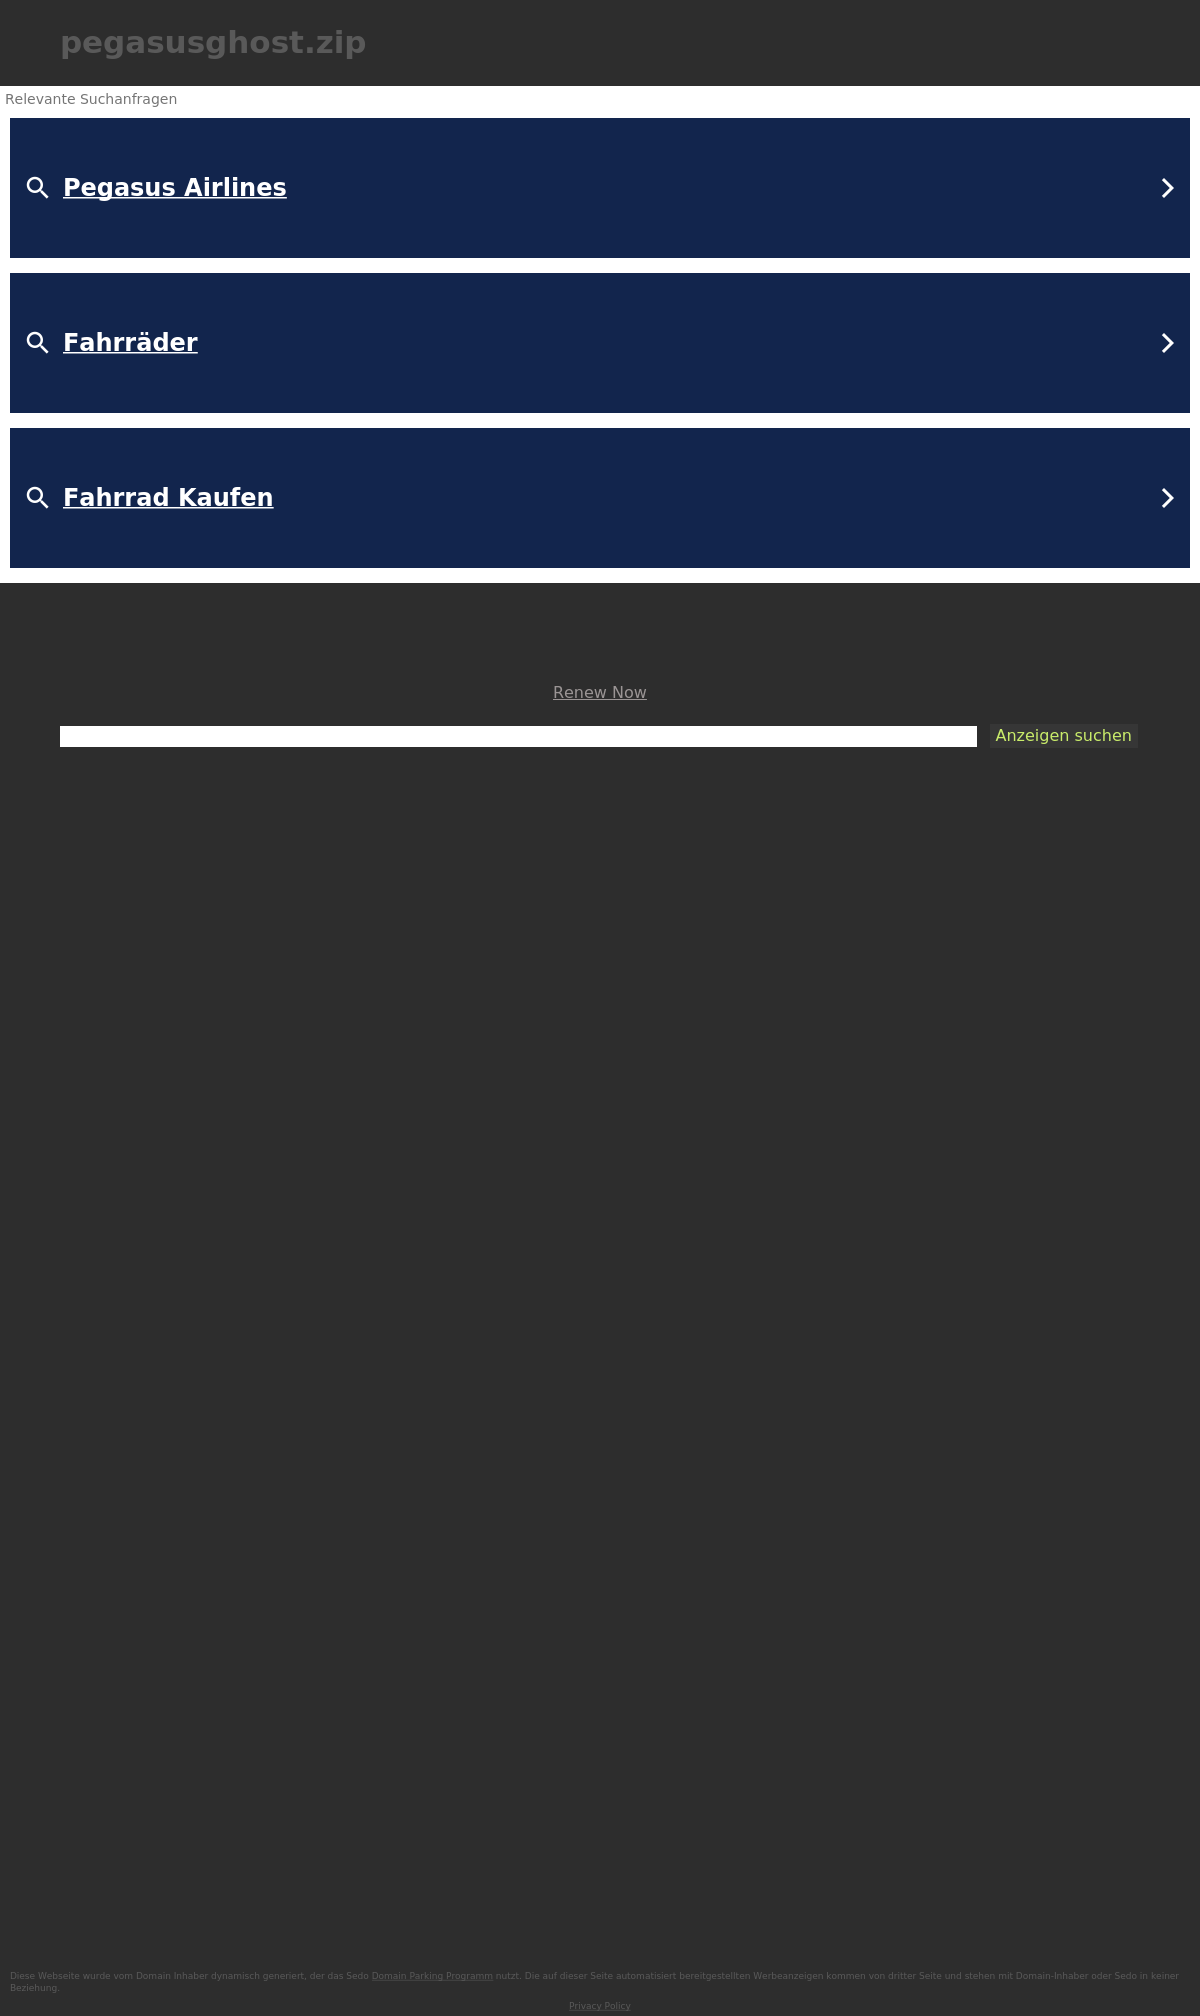 pegasusghost.zip
Relevante Suchanfragen
Pegasus Airlines
Fahrräder
Fahrrad Kaufen
Renew Now
Anzeigen suchen
Diese Webseite wurde vom Domain Inhaber dynamisch generiert, der das Sedo Domain Parking Programm nutzt. Die auf dieser Seite automatisiert bereitgestellten Werbeanzeigen kommen von dritter Seite und stehen mit Domain-Inhaber oder Sedo in keiner
Beziehung.
Privacy Policy